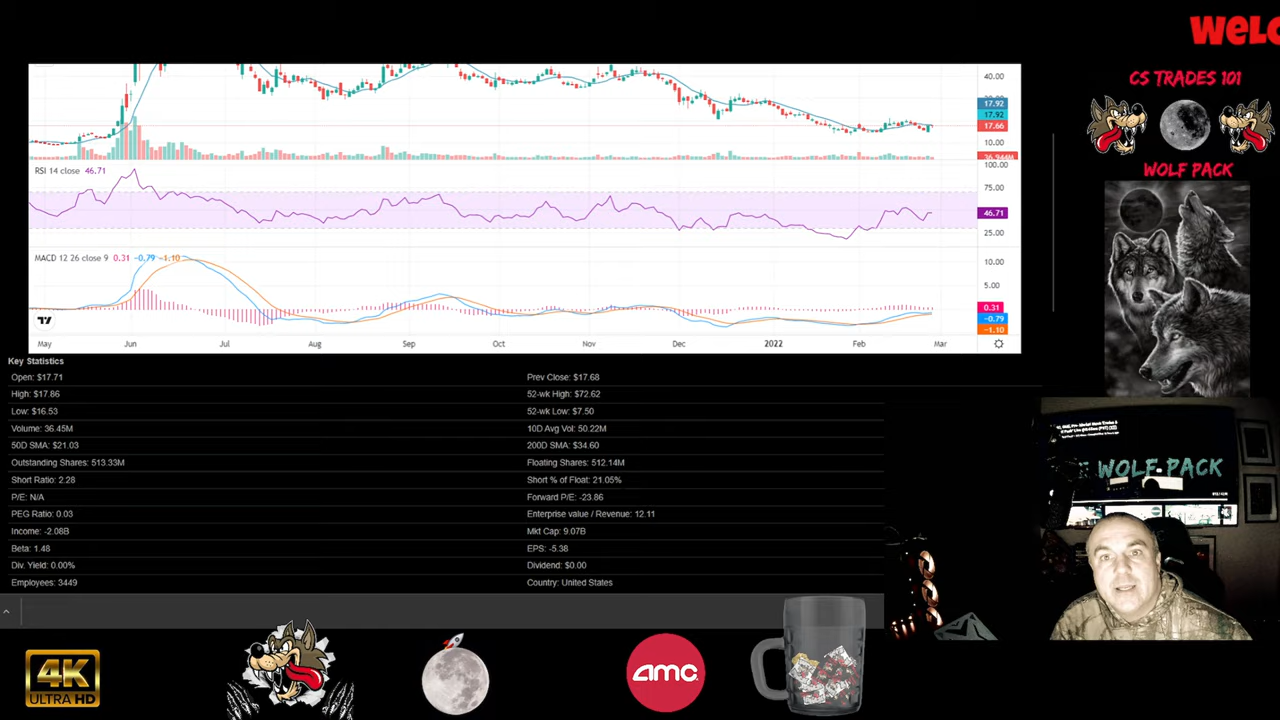 Welc
CS TRADES 101
WOLF PACK
40.00
17.92
17.92
17.66
10.00
100.00
RSI 14 close 46.71
75.00
46.71
25.00
MACD 12 26 close 9 0.31 -0.79 -1.10
10.00
5.00
0.31
-0.79
-1.10
May Jun Jul Aug Sep Oct Nov Dec 2022 Feb Mar
Key Statistics
Open: $17.71 Prev Close: $17.68
High: $17.86 52-wk High: $72.62
Low: $16.53 52-wk Low: $7.50
Volume: 36.45M 10D Avg Vol: 50.22M
50D SMA: $21.03 200D SMA: $34.60
Outstanding Shares: 513.33M Floating Shares: 512.14M
Short Ratio: 2.28 Short % of Float: 21.05%
P/E: N/A Forward P/E: -23.86
PEG Ratio: 0.03 Enterprise value / Revenue: 12.11
Income: -2.08B Mkt Cap: 9.07B
Beta: 1.48 EPS: -5.38
Div. Yield: 0.00% Dividend: $0.00
Employees: 3449 Country: United States
WOLF PACK
4K
ULTRA HD
amc